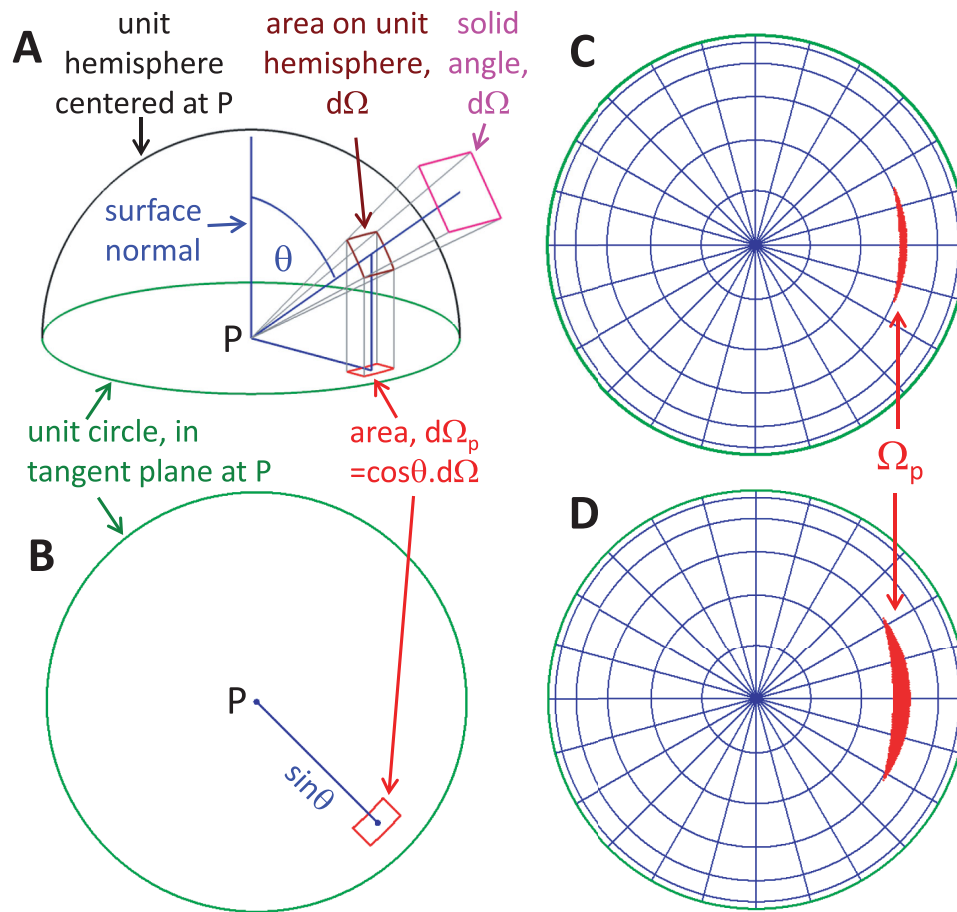 A
unit
hemisphere
centered at P
area on unit
hemisphere,
dΩ
solid
angle,
dΩ
surface
normal
θ
P
unit circle, in
tangent plane at P
area, dΩp
=cosθ.dΩ
B
P
sinθ
C
Ωp
D